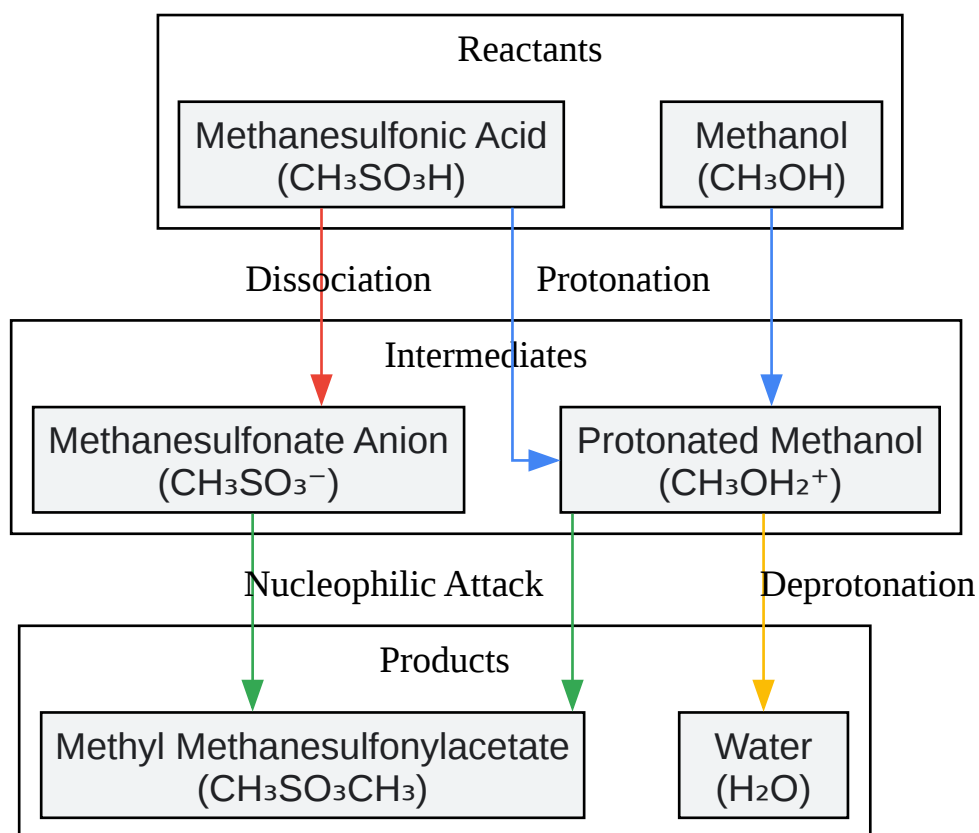 Reactants
Methanesulfonic Acid
(CH₃SO₃H)
Methanol
(CH₃OH)
Dissociation
Protonation
Intermediates
Methanesulfonate Anion
(CH₃SO₃⁻)
Protonated Methanol
(CH₃OH₂⁺)
Nucleophilic Attack
Deprotonation
Products
Methyl Methanesulfonylacetate
(CH₃SO₃CH₃)
Water
(H₂O)